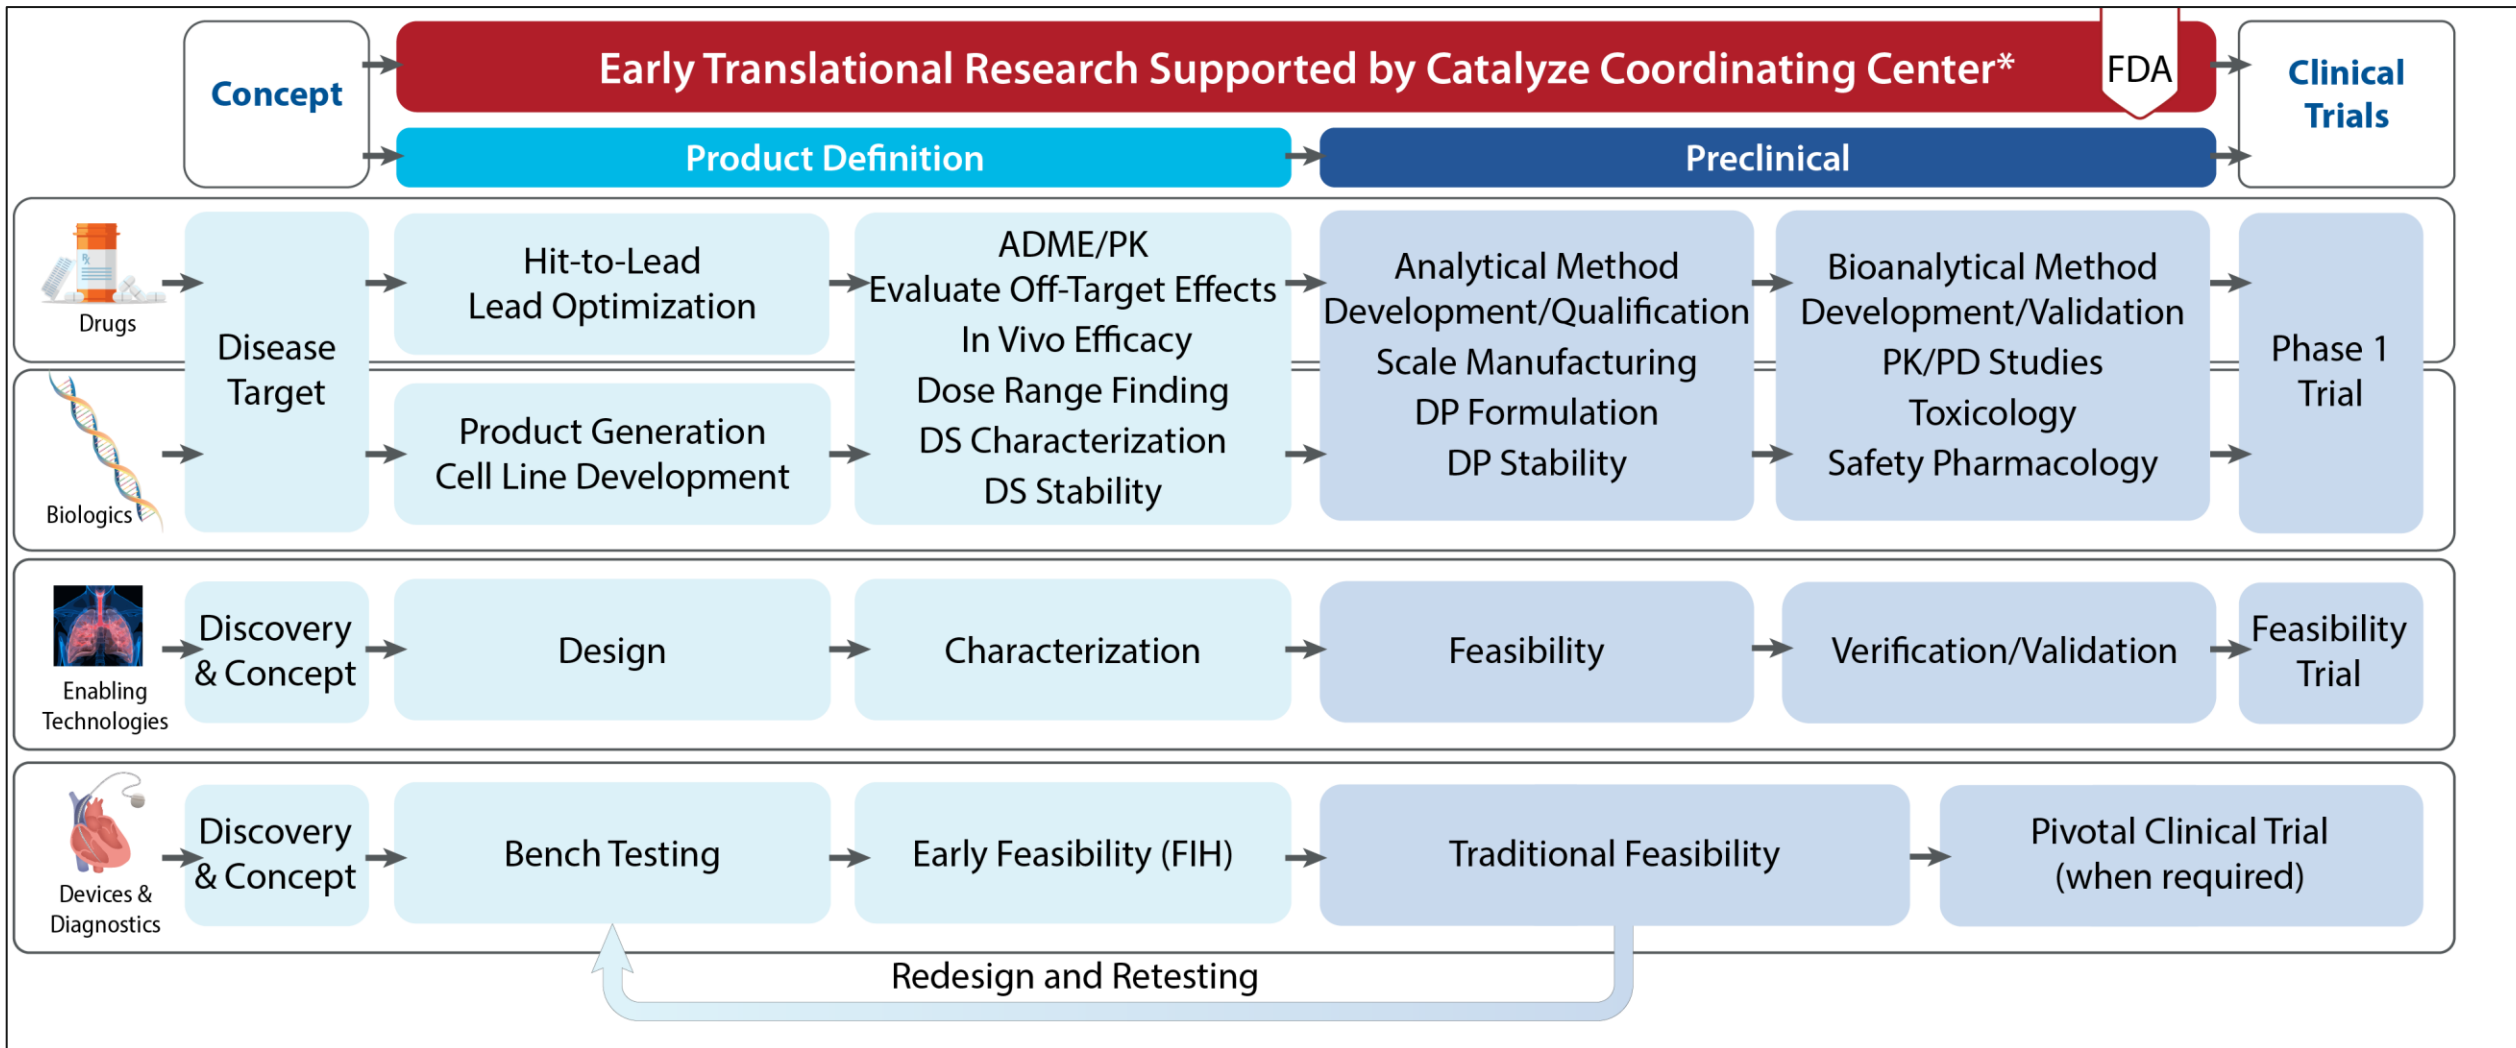 Concept
Early Translational Research Supported by Catalyze Coordinating Center*
FDA
Clinical
Trials
Product Definition
Preclinical
Drugs
Biologics
Disease
Target
Hit-to-Lead
Lead Optimization
Product Generation
Cell Line Development
ADME/PK
Evaluate Off-Target Effects
In Vivo Efficacy
Dose Range Finding
DS Characterization
DS Stability
Analytical Method
Development/Qualification
Scale Manufacturing
DP Formulation
DP Stability
Bioanalytical Method
Development/Validation
PK/PD Studies
Toxicology
Safety Pharmacology
Phase 1
Trial
Enabling
Technologies
Discovery
& Concept
Design
Characterization
Feasibility
Verification/Validation
Feasibility
Trial
Devices &
Diagnostics
Discovery
& Concept
Bench Testing
Early Feasibility (FIH)
Traditional Feasibility
Pivotal Clinical Trial
(when required)
Redesign and Retesting